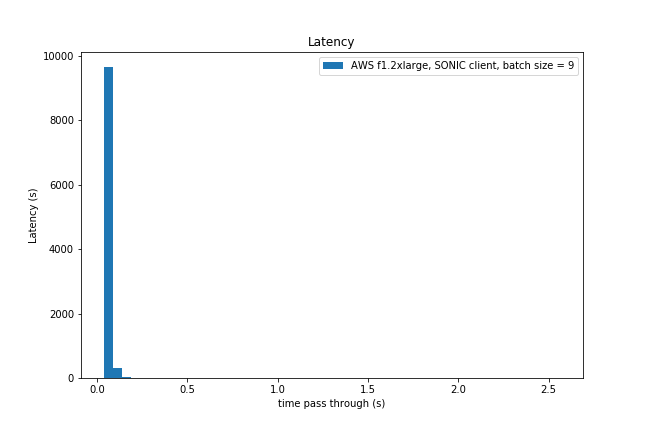 Latency
AWS f1.2xlarge, SONIC client, batch size = 9
10000
8000
6000
4000
2000
0
Latency (s)
0.0 0.5 1.0 1.5 2.0 2.5
time pass through (s)